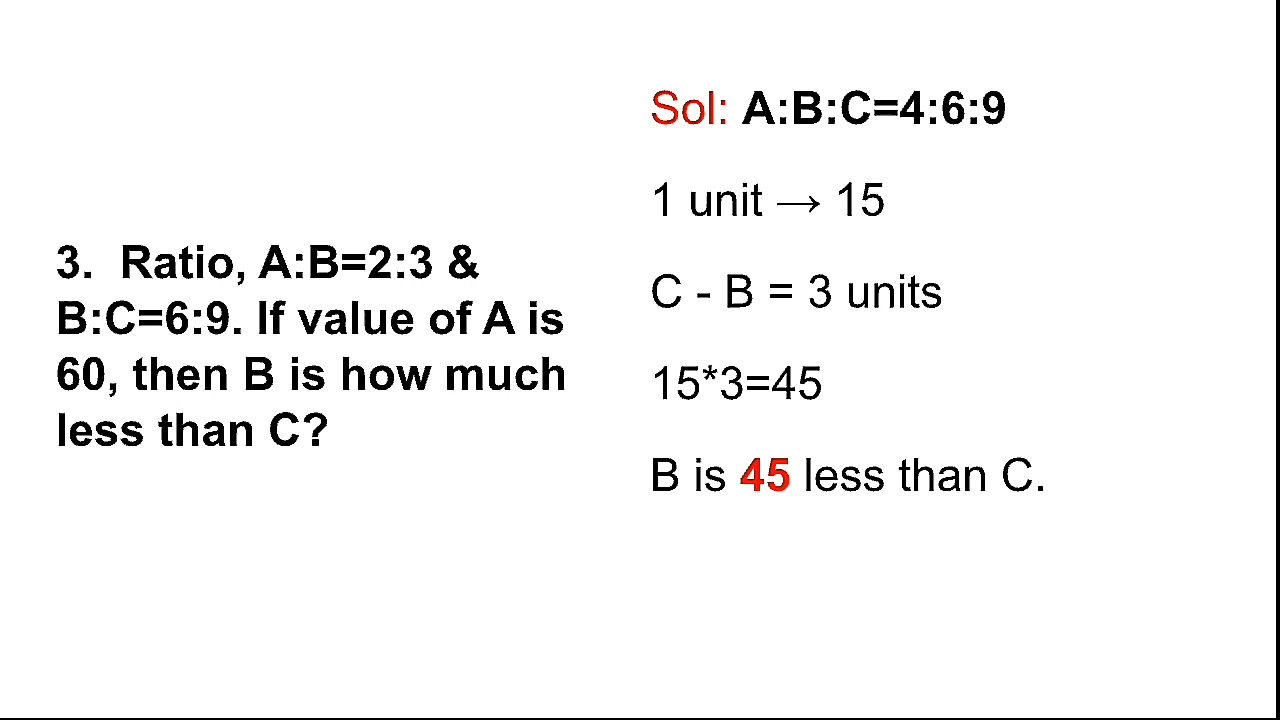 3.  Ratio, A:B=2:3 &
B:C=6:9. If value of A is
60, then B is how much
less than C?
Sol: A:B:C=4:6:9
1 unit → 15
C - B = 3 units
15*3=45
B is 45 less than C.